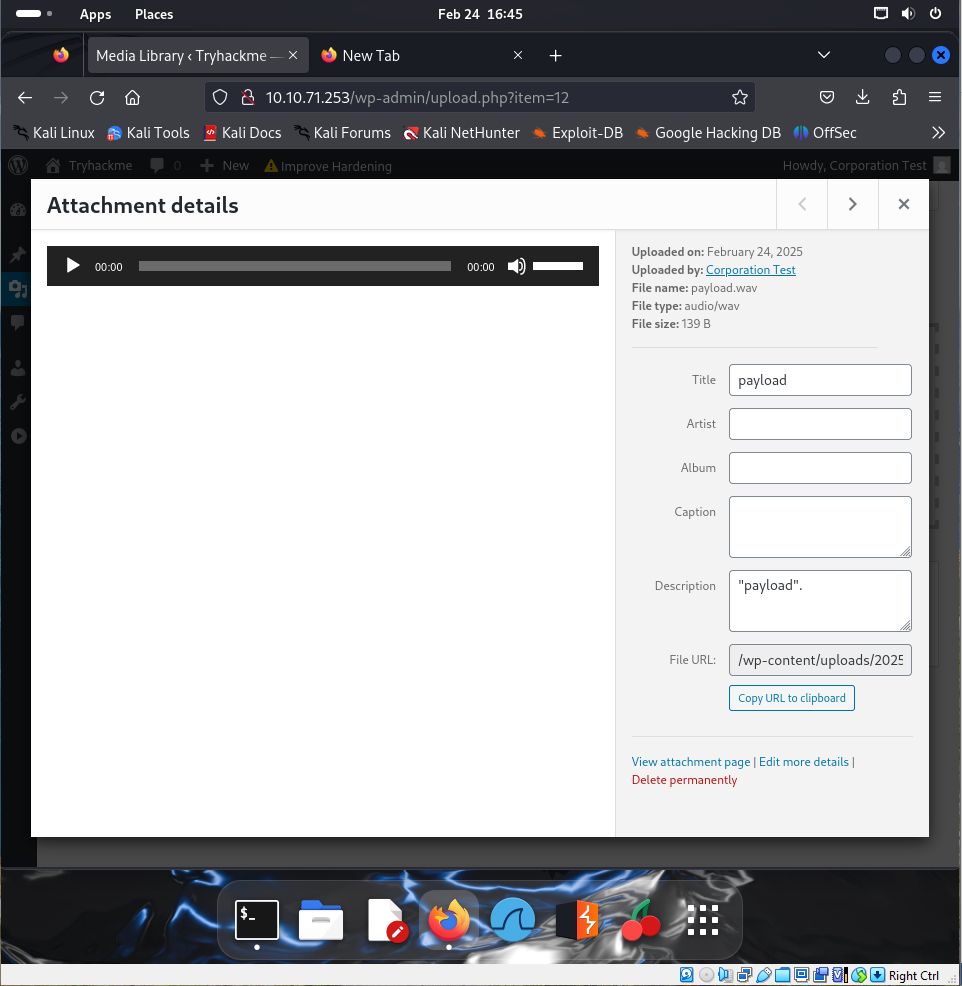 Apps Places Feb 24 16:45
Media Library ‹ Tryhackme — New Tab
10.10.71.253/wp-admin/upload.php?item=12
Kali Linux Kali Tools Kali Docs Kali Forums Kali NetHunter Exploit-DB Google Hacking DB OffSec
Tryhackme 0 New Improve Hardening Howdy, Corporation Test
Attachment details
00:00 00:00
Uploaded on: February 24, 2025
Uploaded by: Corporation Test
File name: payload.wav
File type: audio/wav
File size: 139 B
Title payload
Artist
Album
Caption
Description "payload".
File URL: /wp-content/uploads/2025
Copy URL to clipboard
View attachment page | Edit more details |
Delete permanently
$_
Right Ctrl